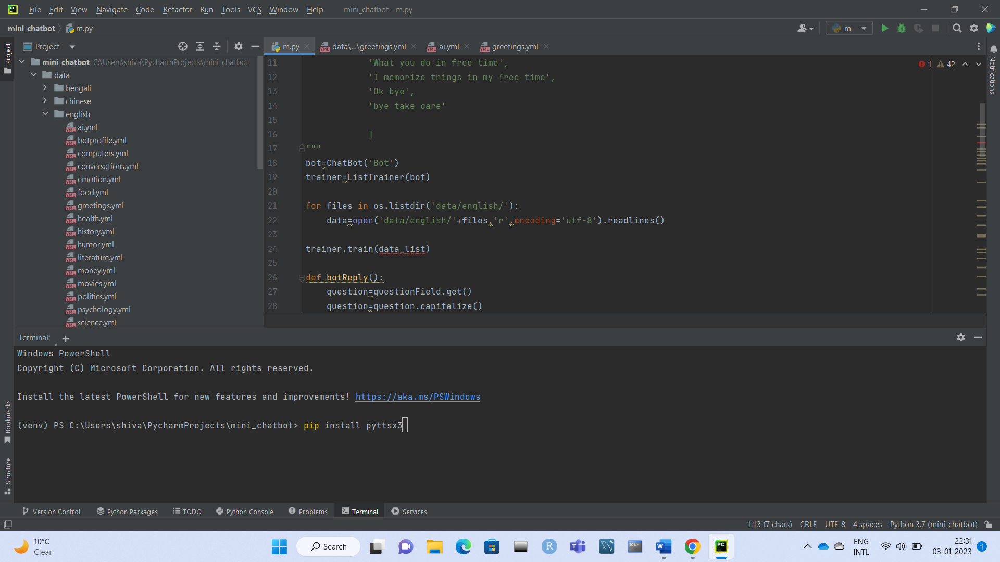 File Edit View Navigate Code Refactor Run Tools VCS Window Help mini_chatbot - m.py
mini_chatbot m.py m
Project
Project
m.py data\...\greetings.yml ai.yml greetings.yml
Notifications
1 42
mini_chatbot C:\Users\shiva\PycharmProjects\mini_chatbot
data
bengali
chinese
english
ai.yml
botprofile.yml
computers.yml
conversations.yml
emotion.yml
food.yml
greetings.yml
health.yml
history.yml
humor.yml
literature.yml
money.yml
movies.yml
politics.yml
psychology.yml
science.yml
11 'What you do in free time',
12 'I memorize things in my free time',
13 'Ok bye',
14 'bye take care'
15
16 ]
17 """
18 bot=ChatBot('Bot')
19 trainer=ListTrainer(bot)
20
21 for files in os.listdir('data/english/'):
22 data=open('data/english/'+files,'r',encoding='utf-8').readlines()
23
24 trainer.train(data_list)
25
26 def botReply():
27 question=questionField.get()
28 question=question.capitalize()
Terminal: +
Windows PowerShell
Copyright (C) Microsoft Corporation. All rights reserved.
Install the latest PowerShell for new features and improvements! https://aka.ms/PSWindows
(venv) PS C:\Users\shiva\PycharmProjects\mini_chatbot> pip install pyttsx3
Bookmarks
Structure
Version Control Python Packages TODO Python Console Problems Terminal Services
1:13 (7 chars) CRLF UTF-8 4 spaces Python 3.7 (mini_chatbot)
10°C
Clear
Search
ENG
INTL
22:31
03-01-2023
1